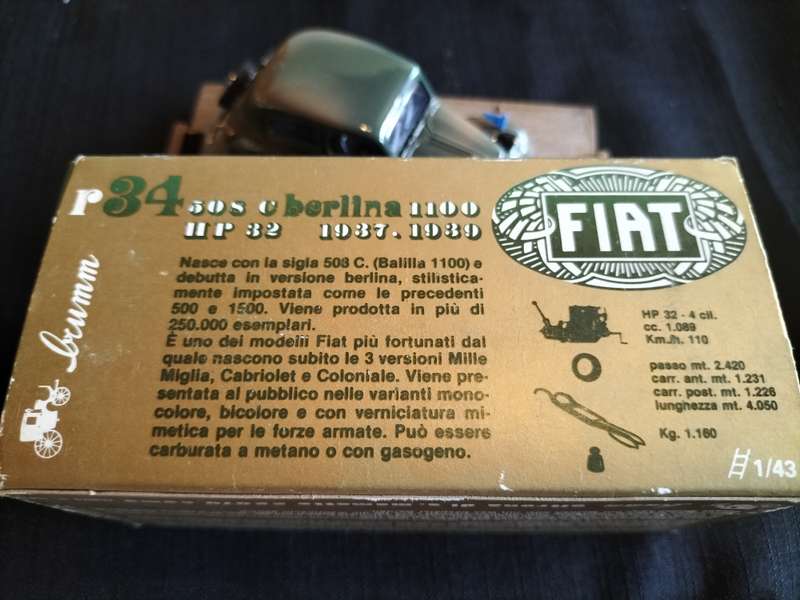 r34 508 C berlina 1100
HP 32 1937.1939
FIAT
brumm
Nasce con la sigla 508 C. (Balilla 1100) e
debutta in versione berlina, stilistica-
mente impostata come le precedenti
500 e 1500. Viene prodotta in più di
250.000 esemplari.
È uno dei modelli Fiat più fortunati dal
quale nascono subito le 3 versioni Mille
Miglia, Cabriolet e Coloniale. Viene pre-
sentata al pubblico nelle varianti mono-
colore, bicolore e con verniciatura mi-
metica per le forze armate. Può essere
carburata a metano o con gasogeno.
HP 32 - 4 cil.
cc. 1.089
Km./h. 110
passo mt. 2.420
carr. ant. mt. 1.231
carr. post. mt. 1.226
lunghezza mt. 4.050
Kg. 1.160
1/43